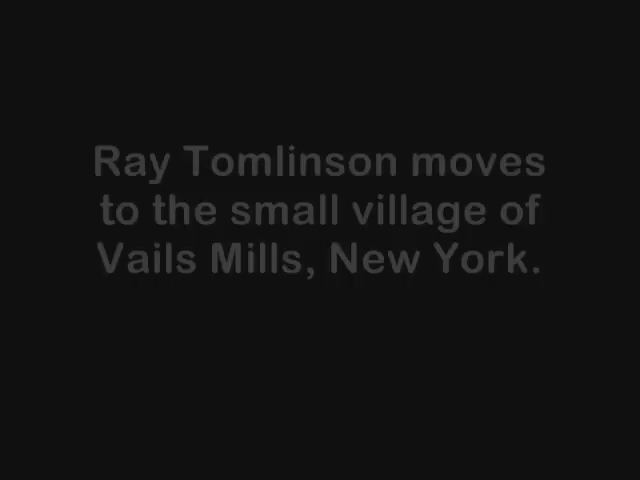 Ray Tomlinson moves
to the small village of
Vails Mills, New York.